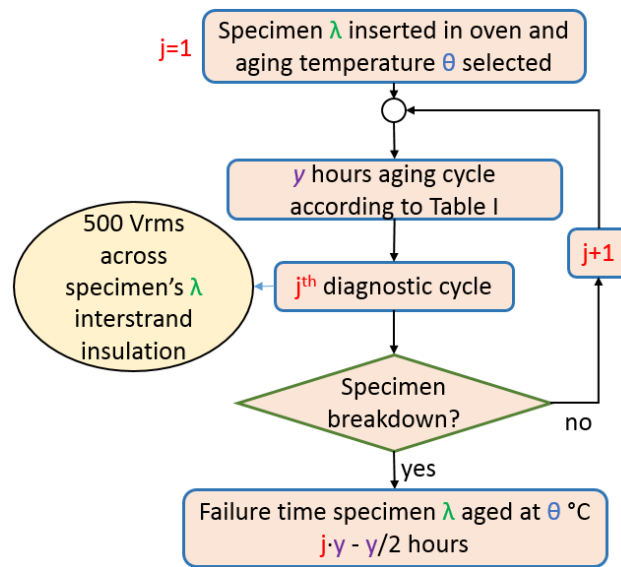 j=1
Specimen λ inserted in oven and
aging temperature θ selected
y hours aging cycle
according to Table I
500 Vrms
across
specimen's λ
interstrand
insulation
jᵗʰ diagnostic cycle
j+1
Specimen
breakdown?
no
yes
Failure time specimen λ aged at θ °C
j·y - y/2 hours